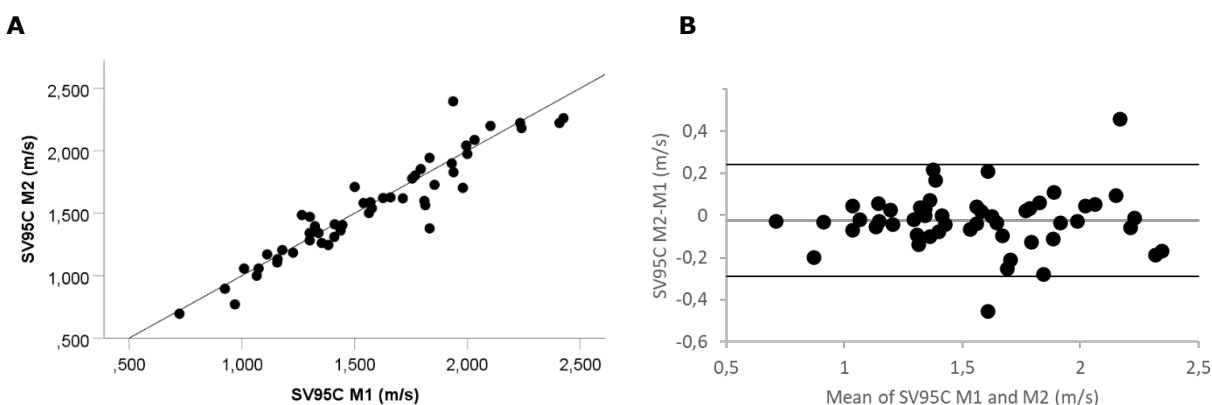 A
SV95C M2 (m/s)
2,500
2,000
1,500
1,000
,500
,500 1,000 1,500 2,000 2,500
SV95C M1 (m/s)
B
SV95C M2-M1 (m/s)
0,4
0,2
0
-0,2
-0,4
-0,6
0,5 1 1,5 2 2,5
Mean of SV95C M1 and M2 (m/s)